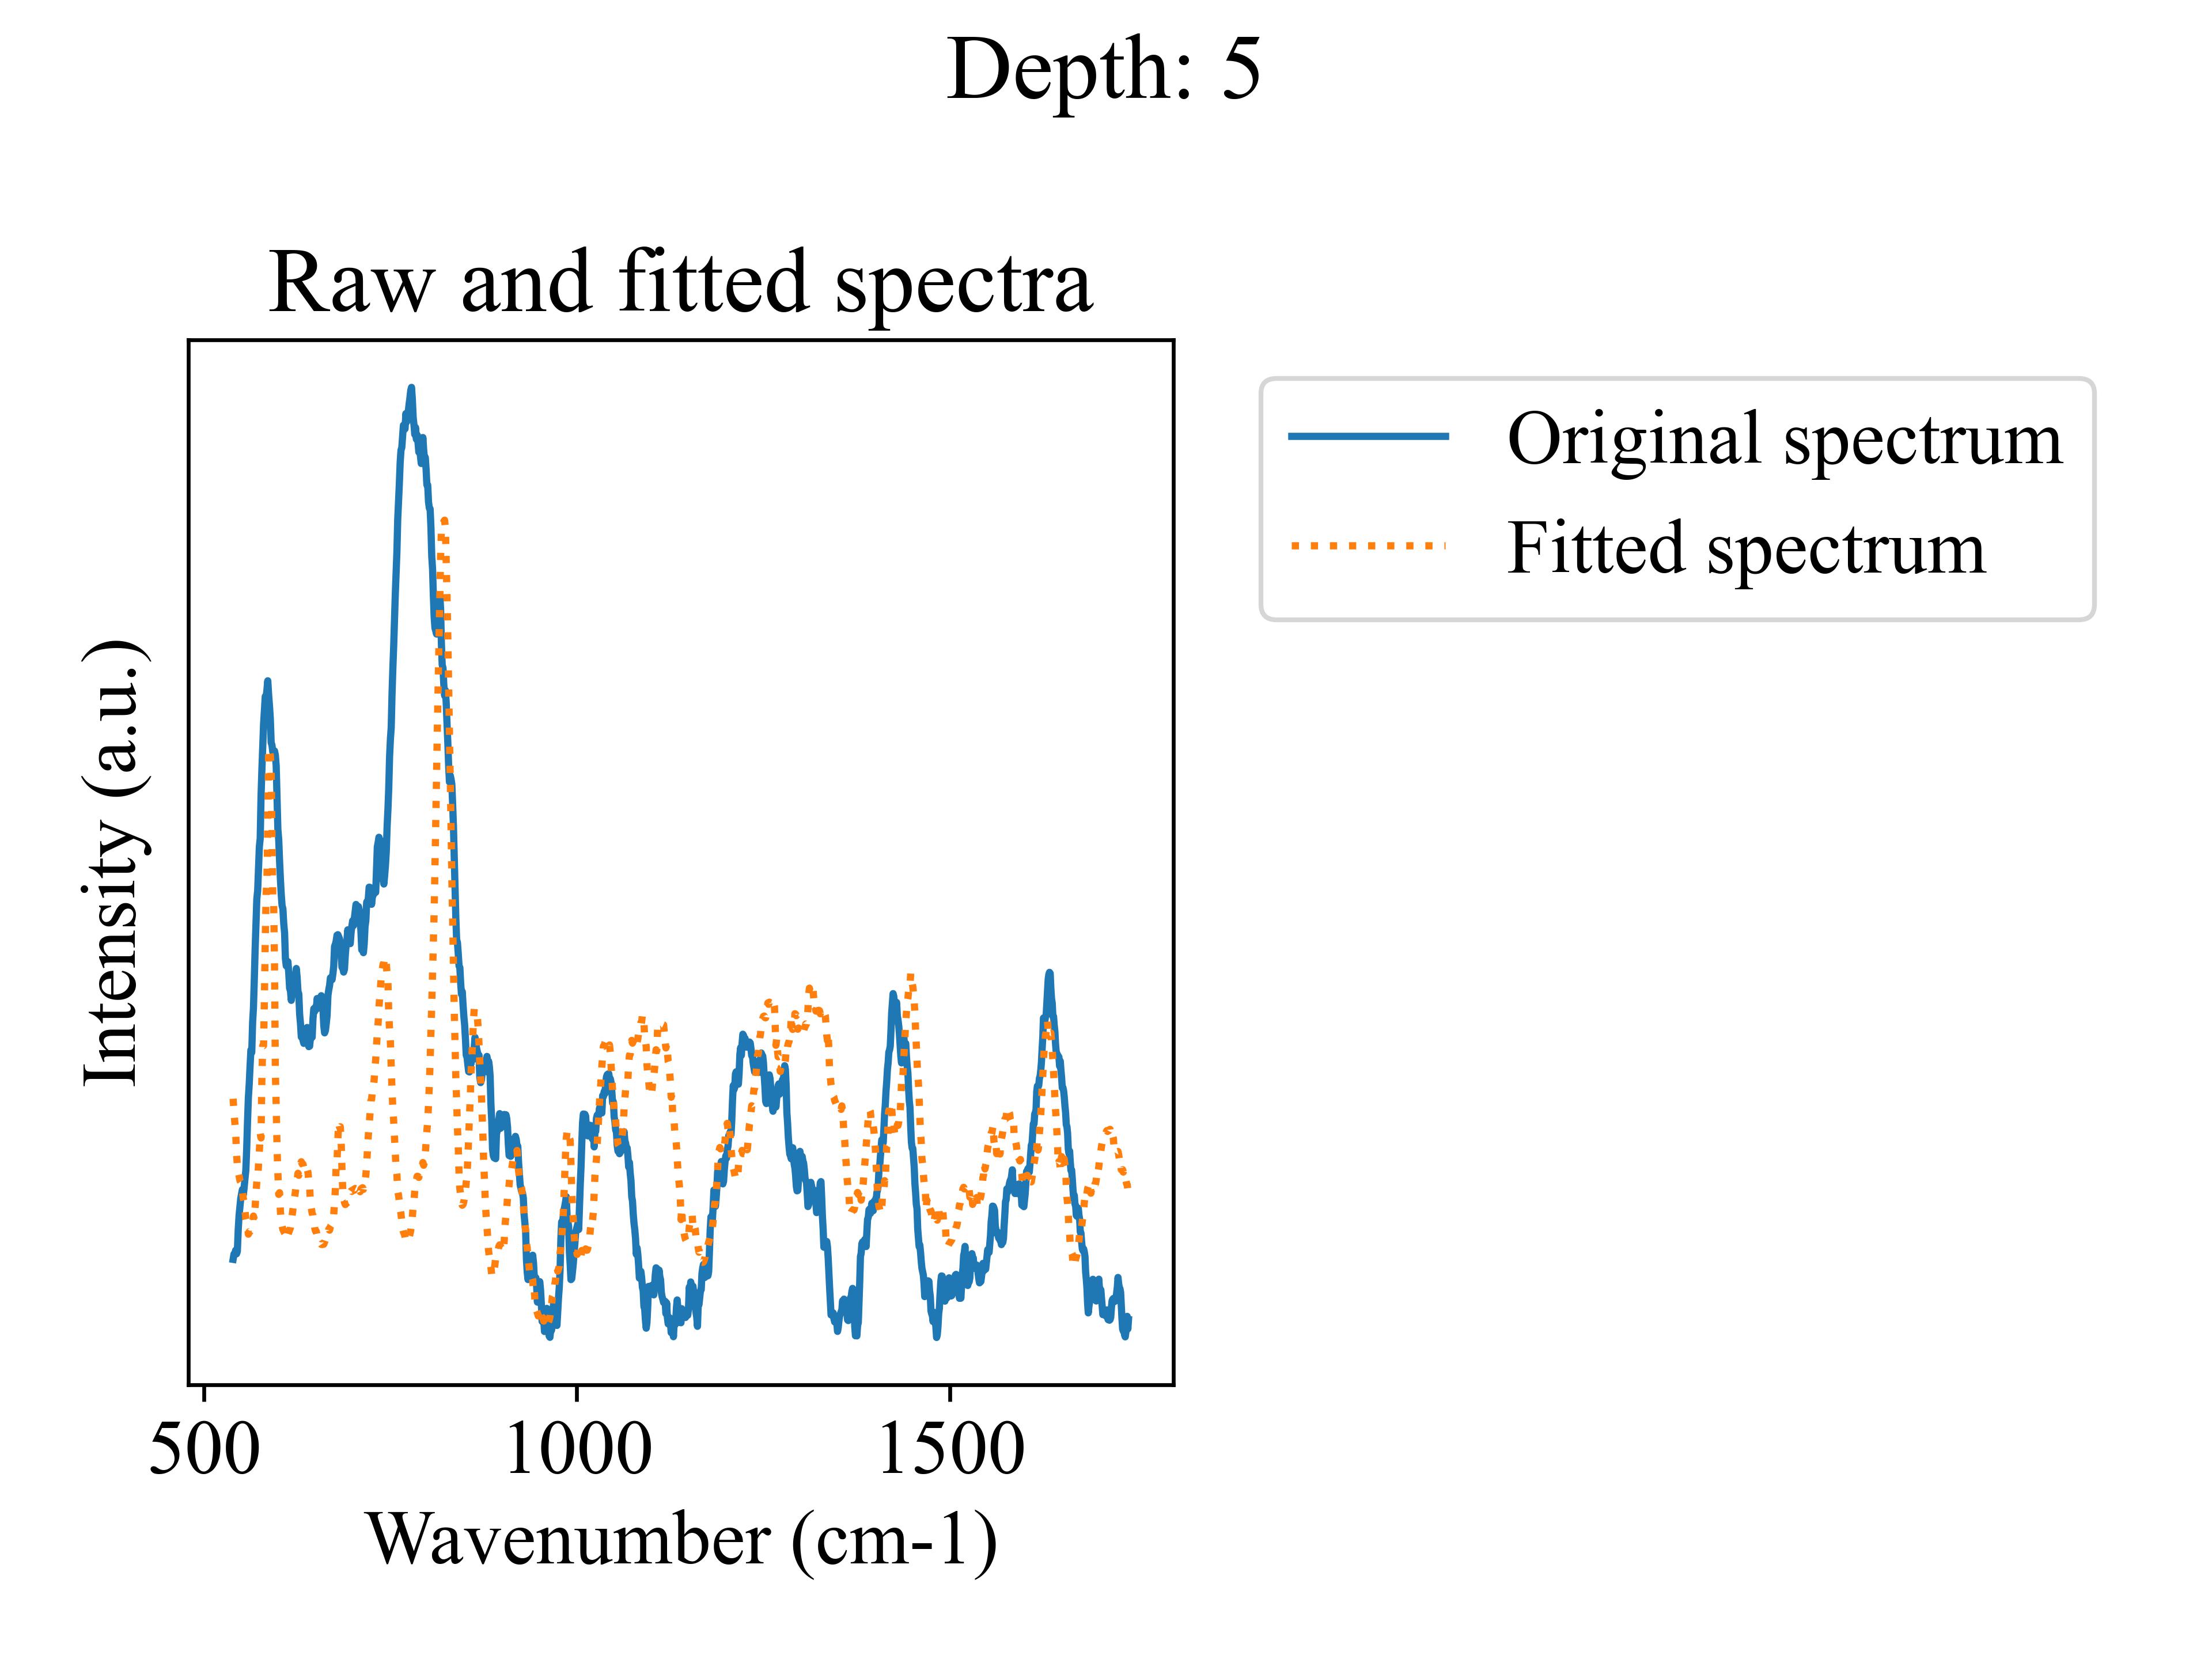 Depth: 5
Raw and fitted spectra
Original spectrum
Fitted spectrum
Intensity (a.u.)
500 1000 1500
Wavenumber (cm-1)